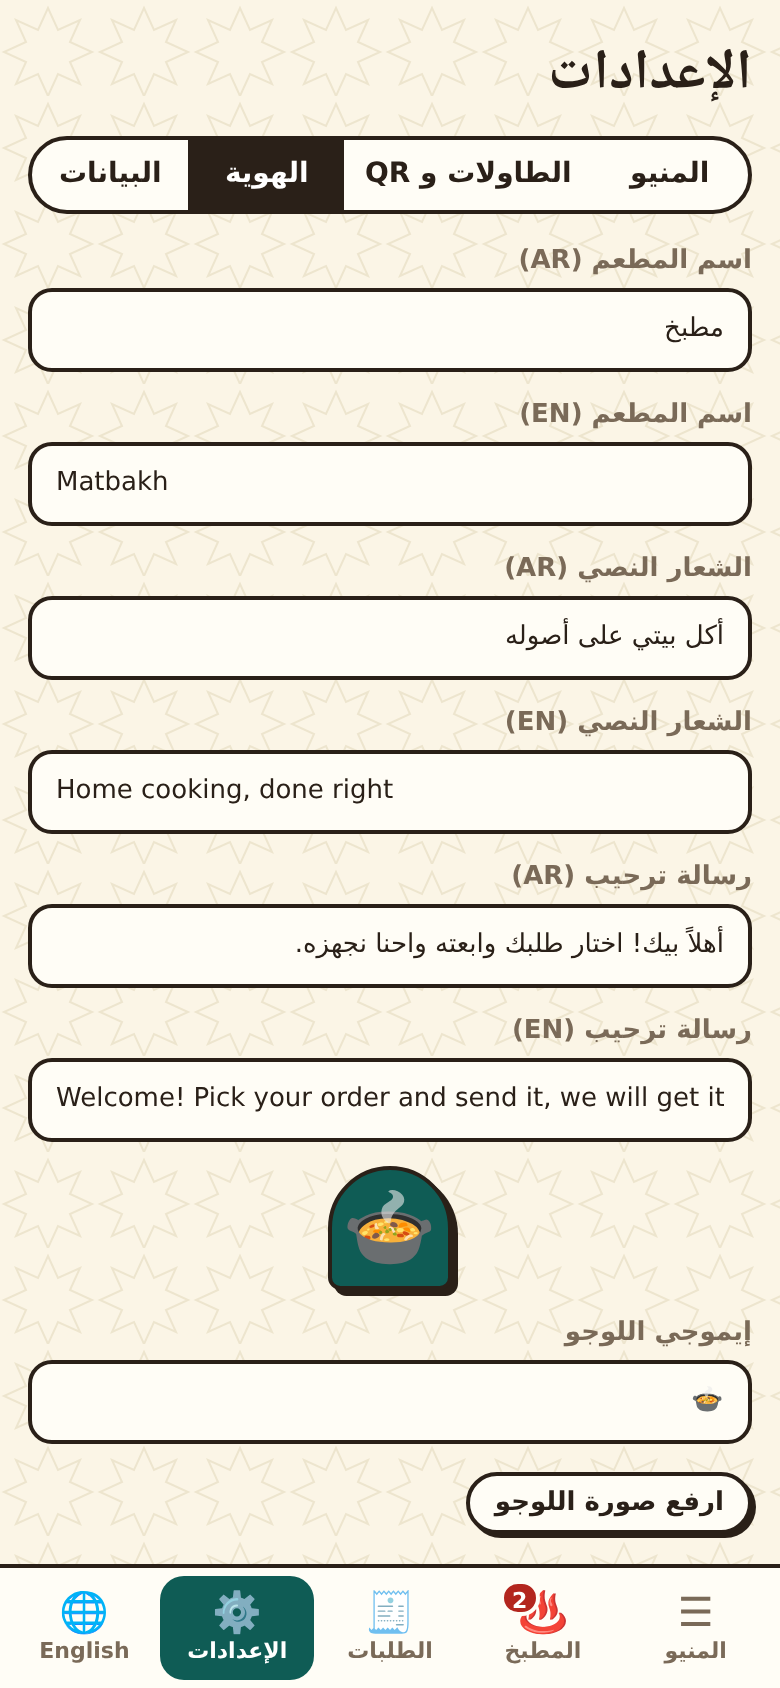 الإعدادات
المنيو
الطاولات و QR
الهوية
البيانات
اسم المطعم (AR)
مطبخ
اسم المطعم (EN)
Matbakh
الشعار النصي (AR)
أكل بيتي على أصوله
الشعار النصي (EN)
Home cooking, done right
رسالة ترحيب (AR)
أهلاً بيك! اختار طلبك وابعته واحنا نجهزه.
رسالة ترحيب (EN)
Welcome! Pick your order and send it, we will get it
إيموجي اللوجو
ارفع صورة اللوجو
المنيو
2
المطبخ
الطلبات
الإعدادات
English